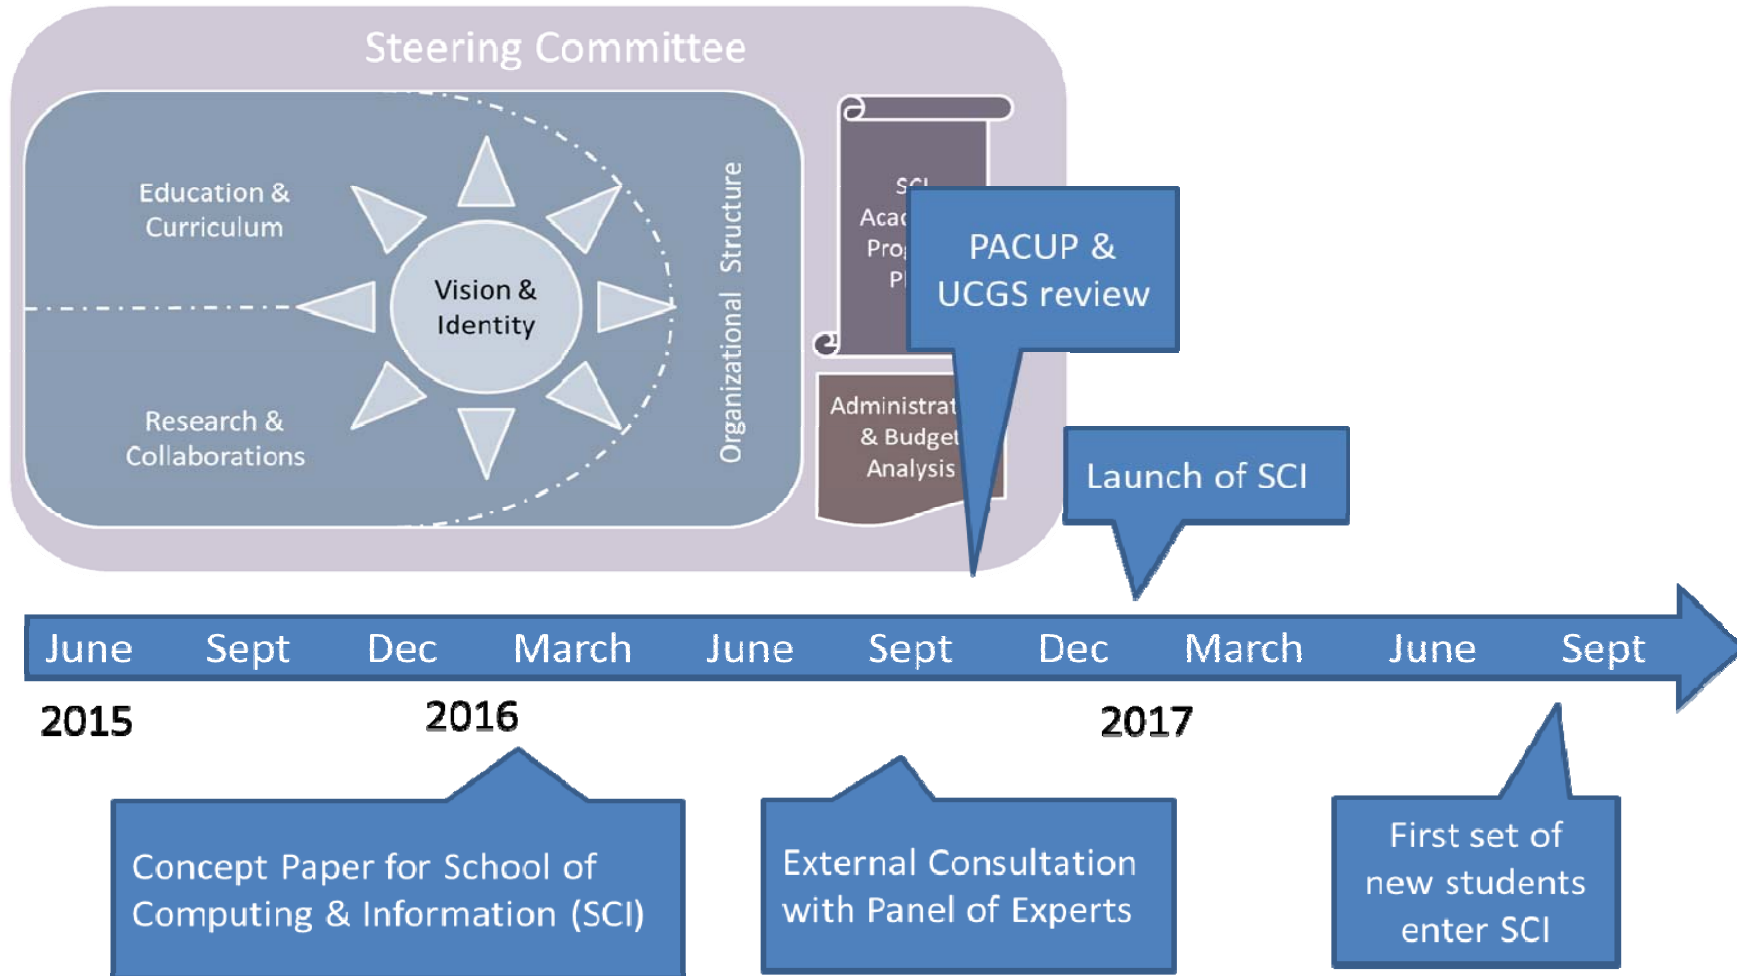 Steering Committee
Education &
Curriculum
Vision &
Identity
Research &
Collaborations
Organizational Structure
PACUP &
UCGS review
& Budget
Analysis
Launch of SCI
June Sept Dec March June Sept Dec March June Sept
2015 2016 2017
Concept Paper for School of
Computing & Information (SCI)
External Consultation
with Panel of Experts
First set of
new students
enter SCI